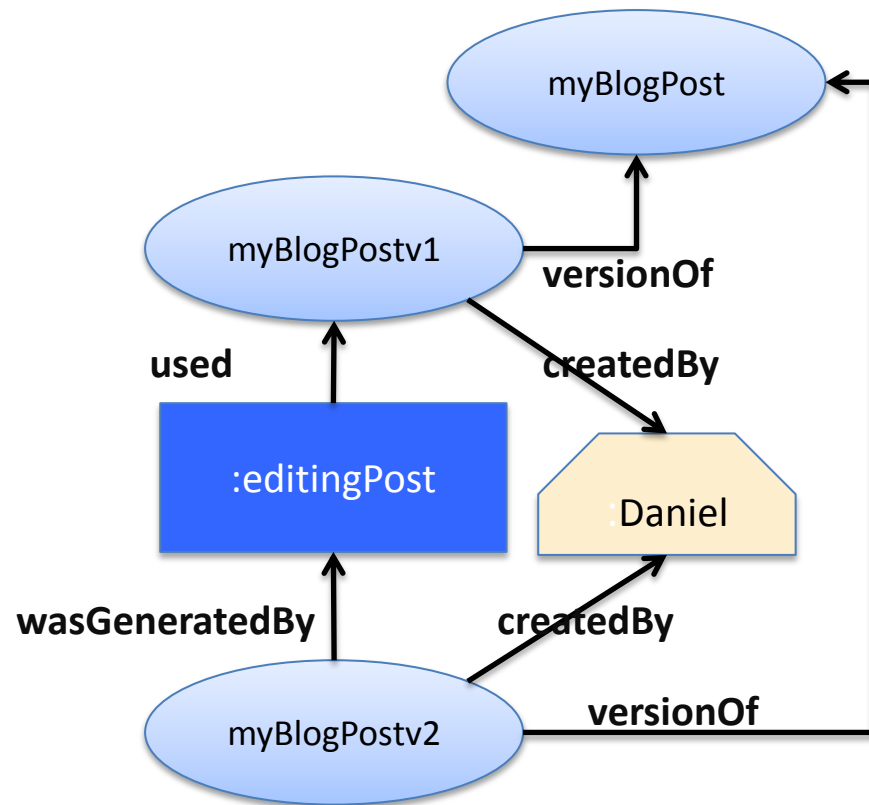 myBlogPost
myBlogPostv1
versionOf
used
createdBy
:editingPost
:Daniel
wasGeneratedBy
createdBy
versionOf
myBlogPostv2